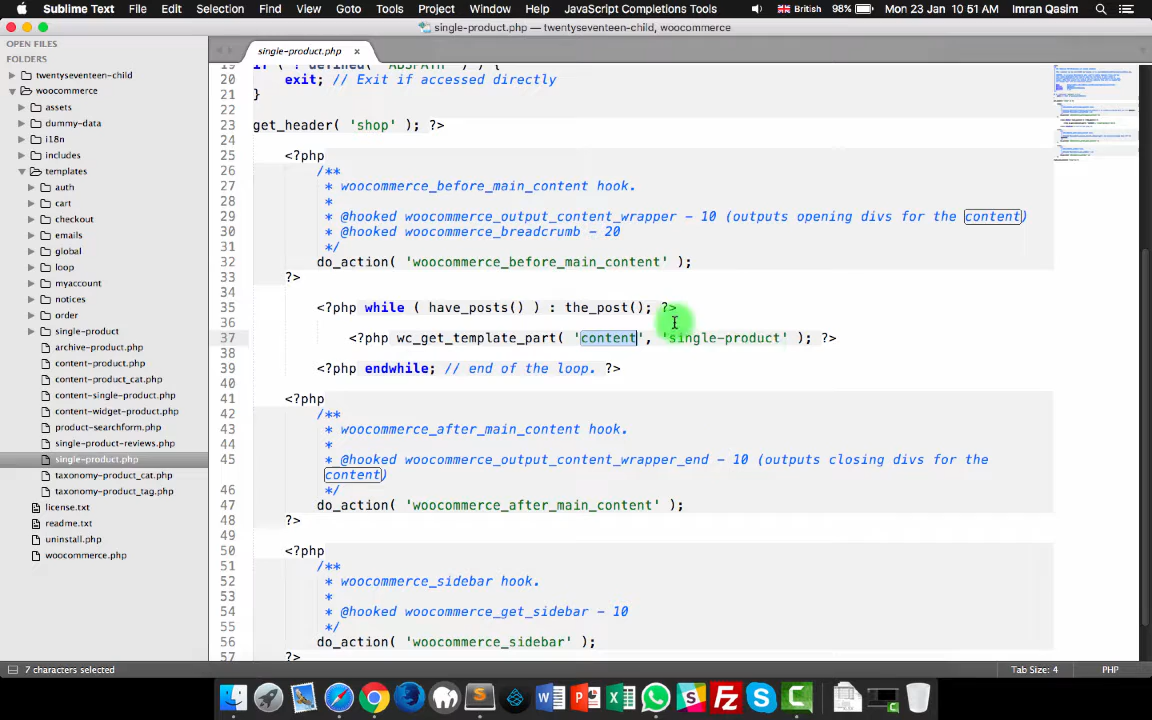 Sublime Text File Edit Selection Find View Goto Tools Project Window Help JavaScript Completion Tools British 98% Mon 23 Jan 10:51 AM Imran Qasim
single-product.php — twentyseventeen-child, woocommerce
OPEN FILES
FOLDERS
twentyseventeen-child
woocommerce
assets
dummy-data
i18n
includes
templates
auth
cart
checkout
emails
global
loop
myaccount
notices
order
single-product
archive-product.php
content-product.php
content-product_cat.php
content-single-product.php
content-widget-product.php
product-searchform.php
single-product-reviews.php
single-product.php
taxonomy-product_cat.php
taxonomy-product_tag.php
license.txt
readme.txt
uninstall.php
woocommerce.php
single-product.php ×
19 if ( ! defined( 'ABSPATH' ) ) {
20 exit; // Exit if accessed directly
21 }
22
23 get_header( 'shop' ); ?>
24
25 <?php
26 /**
27 * woocommerce_before_main_content hook.
28 *
29 * @hooked woocommerce_output_content_wrapper - 10 (outputs opening divs for the content)
30 * @hooked woocommerce_breadcrumb - 20
31 */
32 do_action( 'woocommerce_before_main_content' );
33 ?>
34
35 <?php while ( have_posts() ) : the_post(); ?>
36
37 <?php wc_get_template_part( 'content', 'single-product' ); ?>
38
39 <?php endwhile; // end of the loop. ?>
40
41 <?php
42 /**
43 * woocommerce_after_main_content hook.
44 *
45 * @hooked woocommerce_output_content_wrapper_end - 10 (outputs closing divs for the
content)
46 */
47 do_action( 'woocommerce_after_main_content' );
48 ?>
49
50 <?php
51 /**
52 * woocommerce_sidebar hook.
53 *
54 * @hooked woocommerce_get_sidebar - 10
55 */
56 do_action( 'woocommerce_sidebar' );
57 ?>
7 characters selected Tab Size: 4 PHP